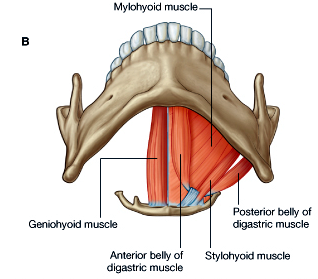 Mylohyoid muscle
B
Geniohyoid muscle
Posterior belly of
digastric muscle
Anterior belly of
digastric muscle
Stylohyoid muscle